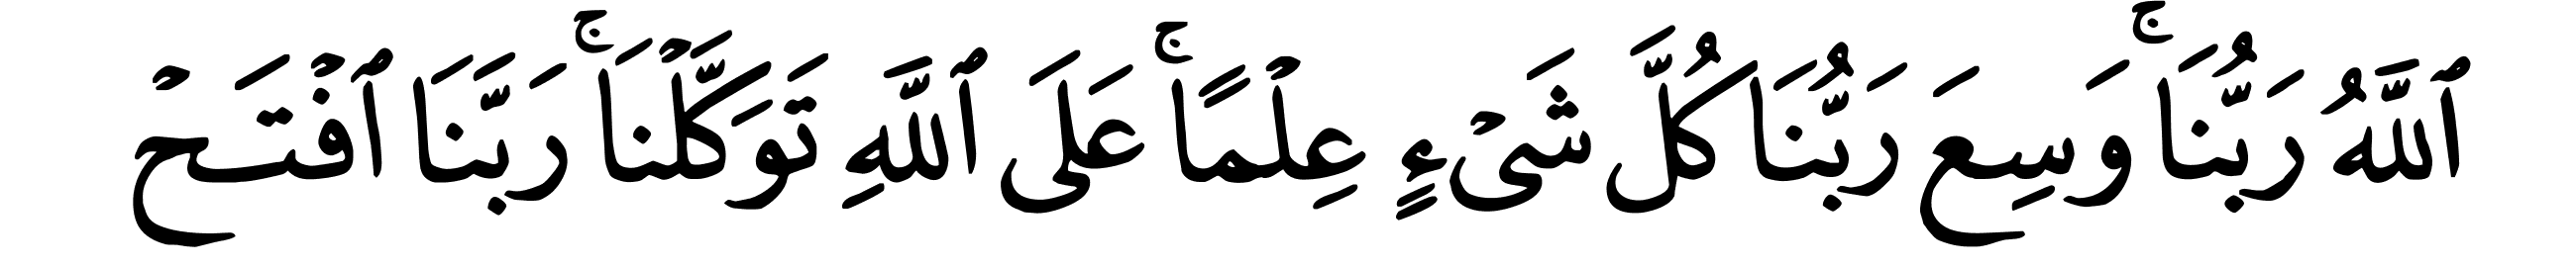 ٱللَّهُ رَبُّنَاۚ وَسِعَ رَبُّنَا كُلَّ شَىْءٍ عِلْمًاۚ عَلَى ٱللَّهِ تَوَكَّلْنَاۚ رَبَّنَا ٱفْتَحْ